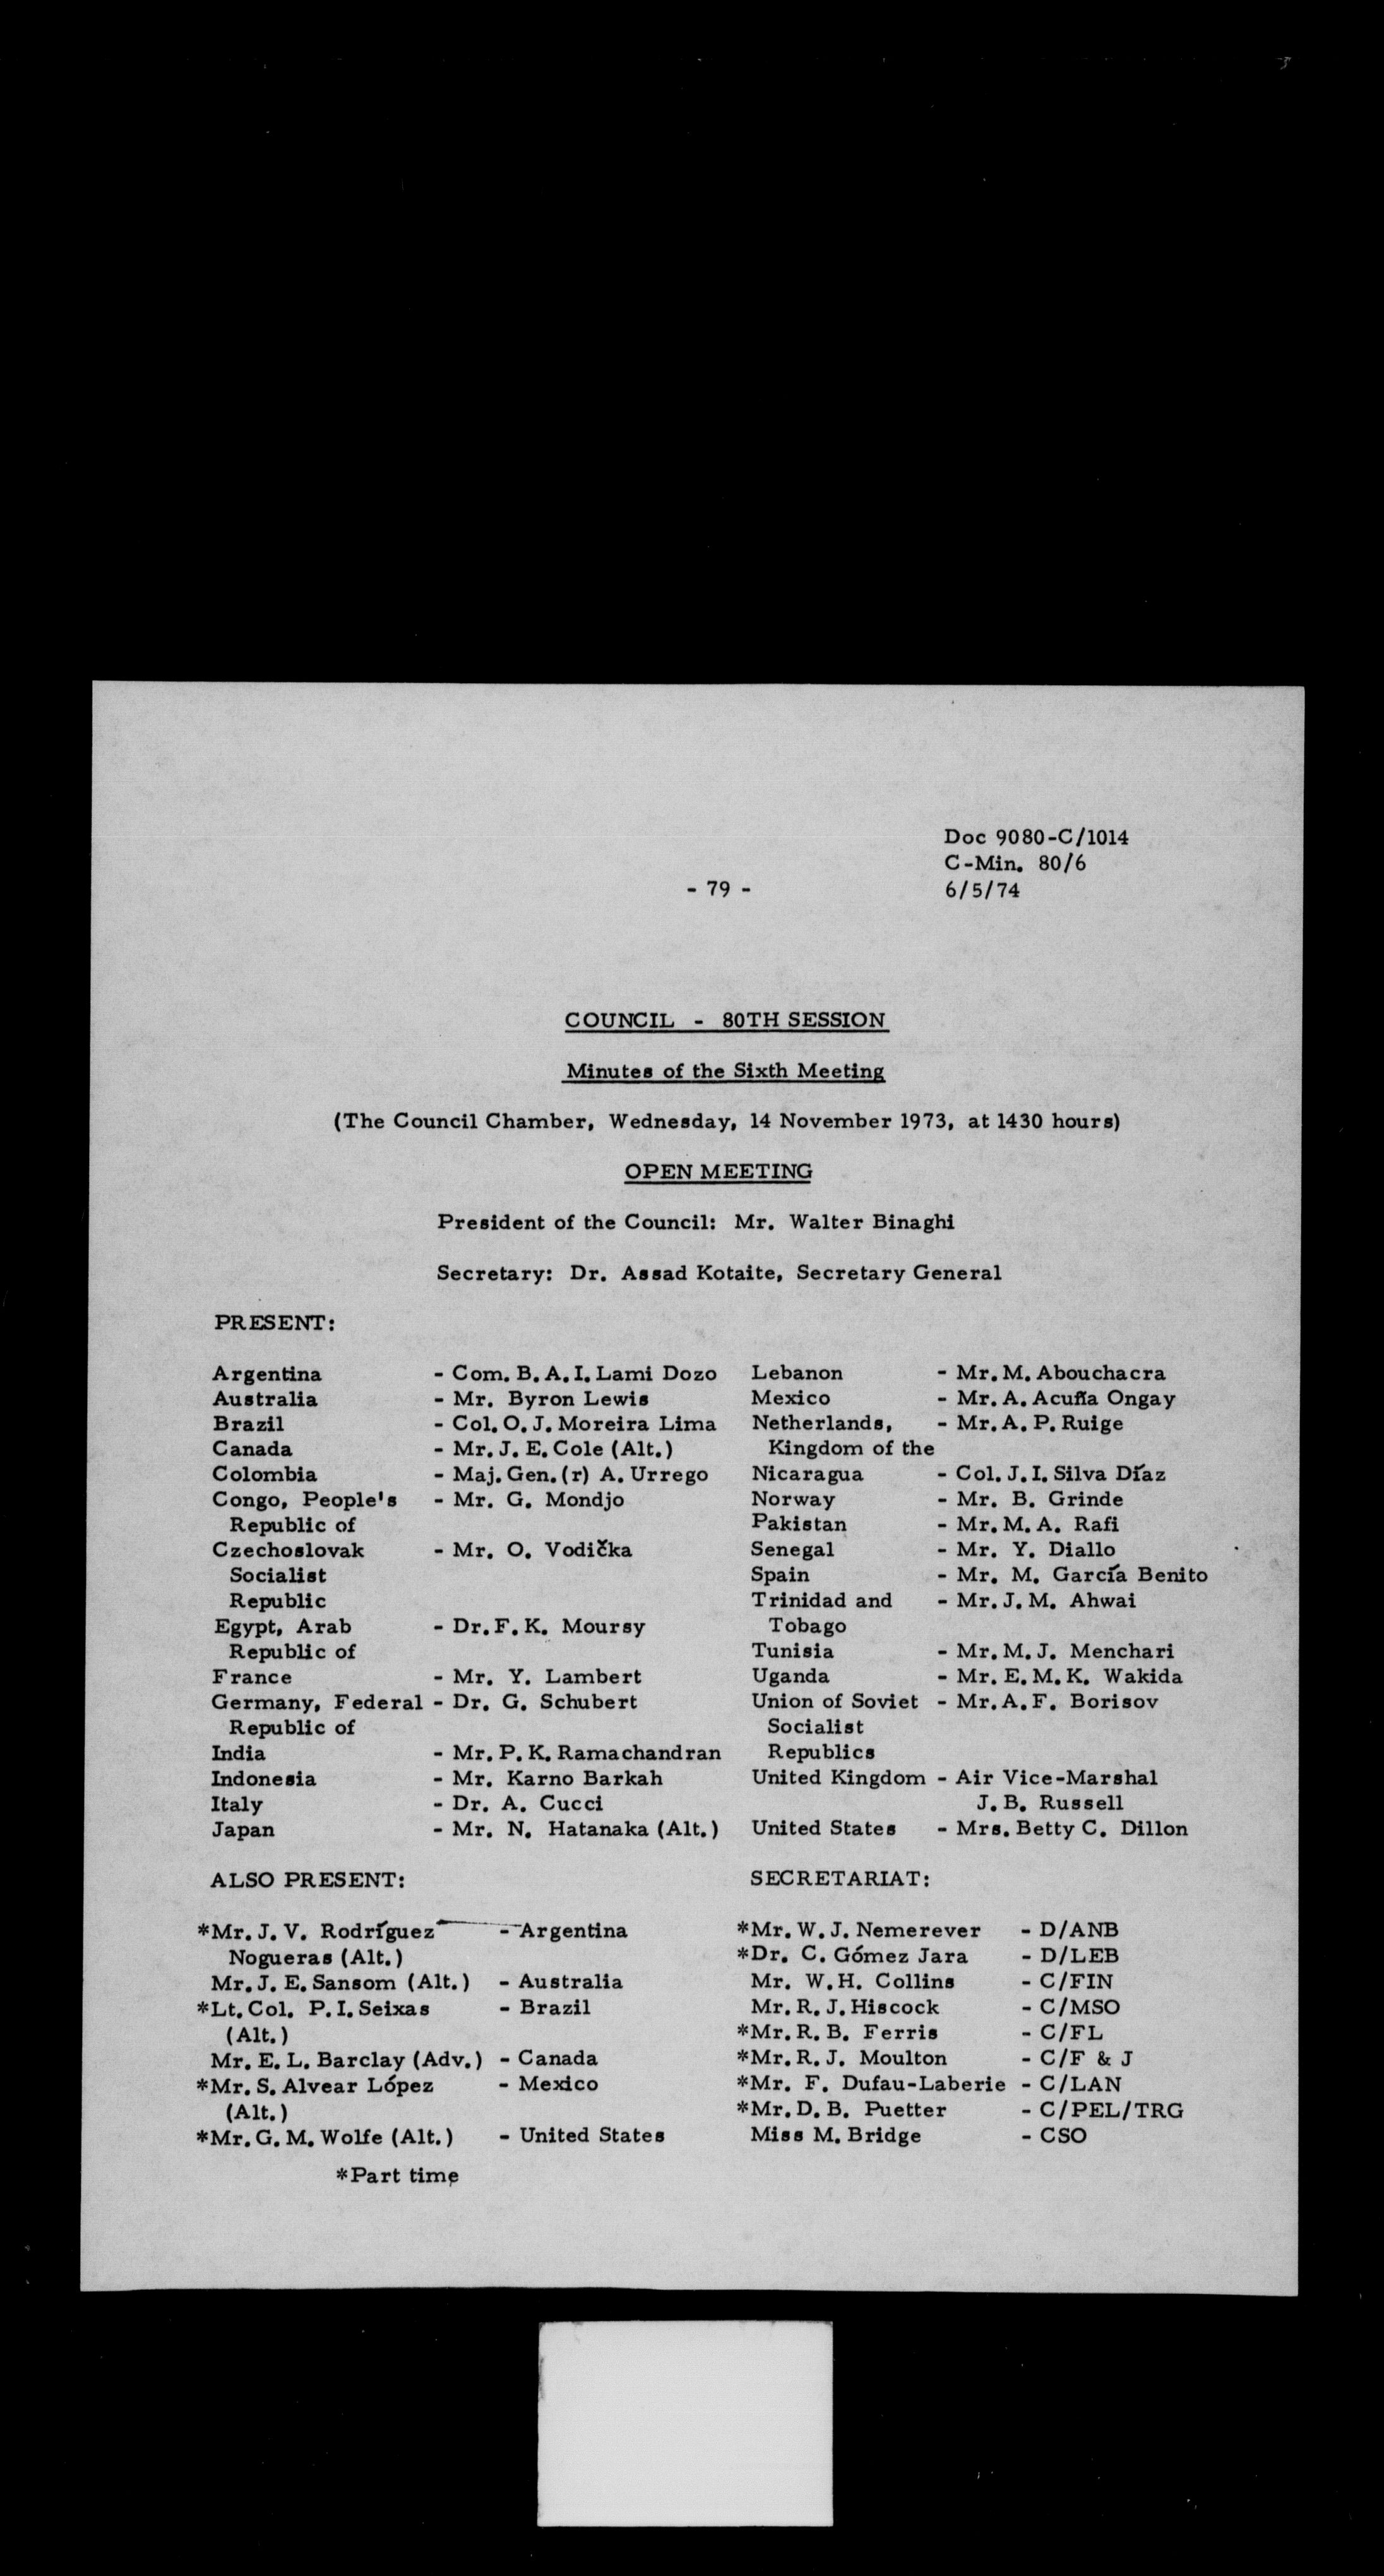 Doc 9080-C/1014
C-Min. 80/6
- 79 -
6/5/74
COUNCIL - 80TH SESSION
Minutes of the Sixth Meeting
(The Council Chamber, Wednesday, 14 November 1973, at 1430 hours)
OPEN MEETING
President of the Council: Mr. Walter Binaghi
Secretary: Dr. Assad Kotaite, Secretary General
PRESENT:
Argentina - Com. B. A. I. Lami Dozo
Australia - Mr. Byron Lewis
Brazil - Col. O. J. Moreira Lima
Canada - Mr. J. E. Cole (Alt.)
Colombia - Maj. Gen. (r) A. Urrego
Congo, People's - Mr. G. Mondjo
Republic of
Czechoslovak - Mr. O. Vodička
Socialist
Republic
Egypt, Arab - Dr. F. K. Moursy
Republic of
France - Mr. Y. Lambert
Germany, Federal - Dr. G. Schubert
Republic of
India - Mr. P. K. Ramachandran
Indonesia - Mr. Karno Barkah
Italy - Dr. A. Cucci
Japan - Mr. N. Hatanaka (Alt.)
Lebanon - Mr. M. Abouchacra
Mexico - Mr. A. Acuña Ongay
Netherlands, - Mr. A. P. Ruige
Kingdom of the
Nicaragua - Col. J. I. Silva Díaz
Norway - Mr. B. Grinde
Pakistan - Mr. M. A. Rafi
Senegal - Mr. Y. Diallo
Spain - Mr. M. García Benito
Trinidad and - Mr. J. M. Ahwai
Tobago
Tunisia - Mr. M. J. Menchari
Uganda - Mr. E. M. K. Wakida
Union of Soviet - Mr. A. F. Borisov
Socialist
Republics
United Kingdom - Air Vice-Marshal
J. B. Russell
United States - Mrs. Betty C. Dillon
ALSO PRESENT:
*Mr. J. V. Rodríguez - Argentina
Nogueras (Alt.)
Mr. J. E. Sansom (Alt.) - Australia
*Lt. Col. P. I. Seixas - Brazil
(Alt.)
Mr. E. L. Barclay (Adv.) - Canada
*Mr. S. Alvear López - Mexico
(Alt.)
*Mr. G. M. Wolfe (Alt.) - United States
*Part time
SECRETARIAT:
*Mr. W. J. Nemerever - D/ANB
*Dr. C. Gómez Jara - D/LEB
Mr. W. H. Collins - C/FIN
Mr. R. J. Hiscock - C/MSO
*Mr. R. B. Ferris - C/FL
*Mr. R. J. Moulton - C/F & J
*Mr. F. Dufau-Laberie - C/LAN
*Mr. D. B. Puetter - C/PEL/TRG
Miss M. Bridge - CSO